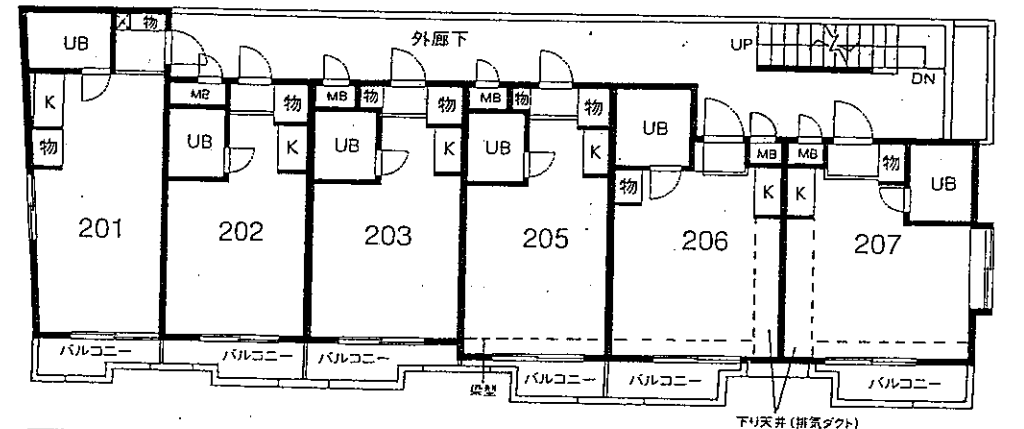 物
UB
外廊下
UP
DN
K
物
MB
物
UB
K
MB
物
物
UB
K
MB
物
物
UB
K
UB
物
MB
K
MB
K
物
UB
201
202
203
205
206
207
バルコニー
バルコニー
バルコニー
梁型
バルコニー
バルコニー
バルコニー
下り天井(排気ダクト)